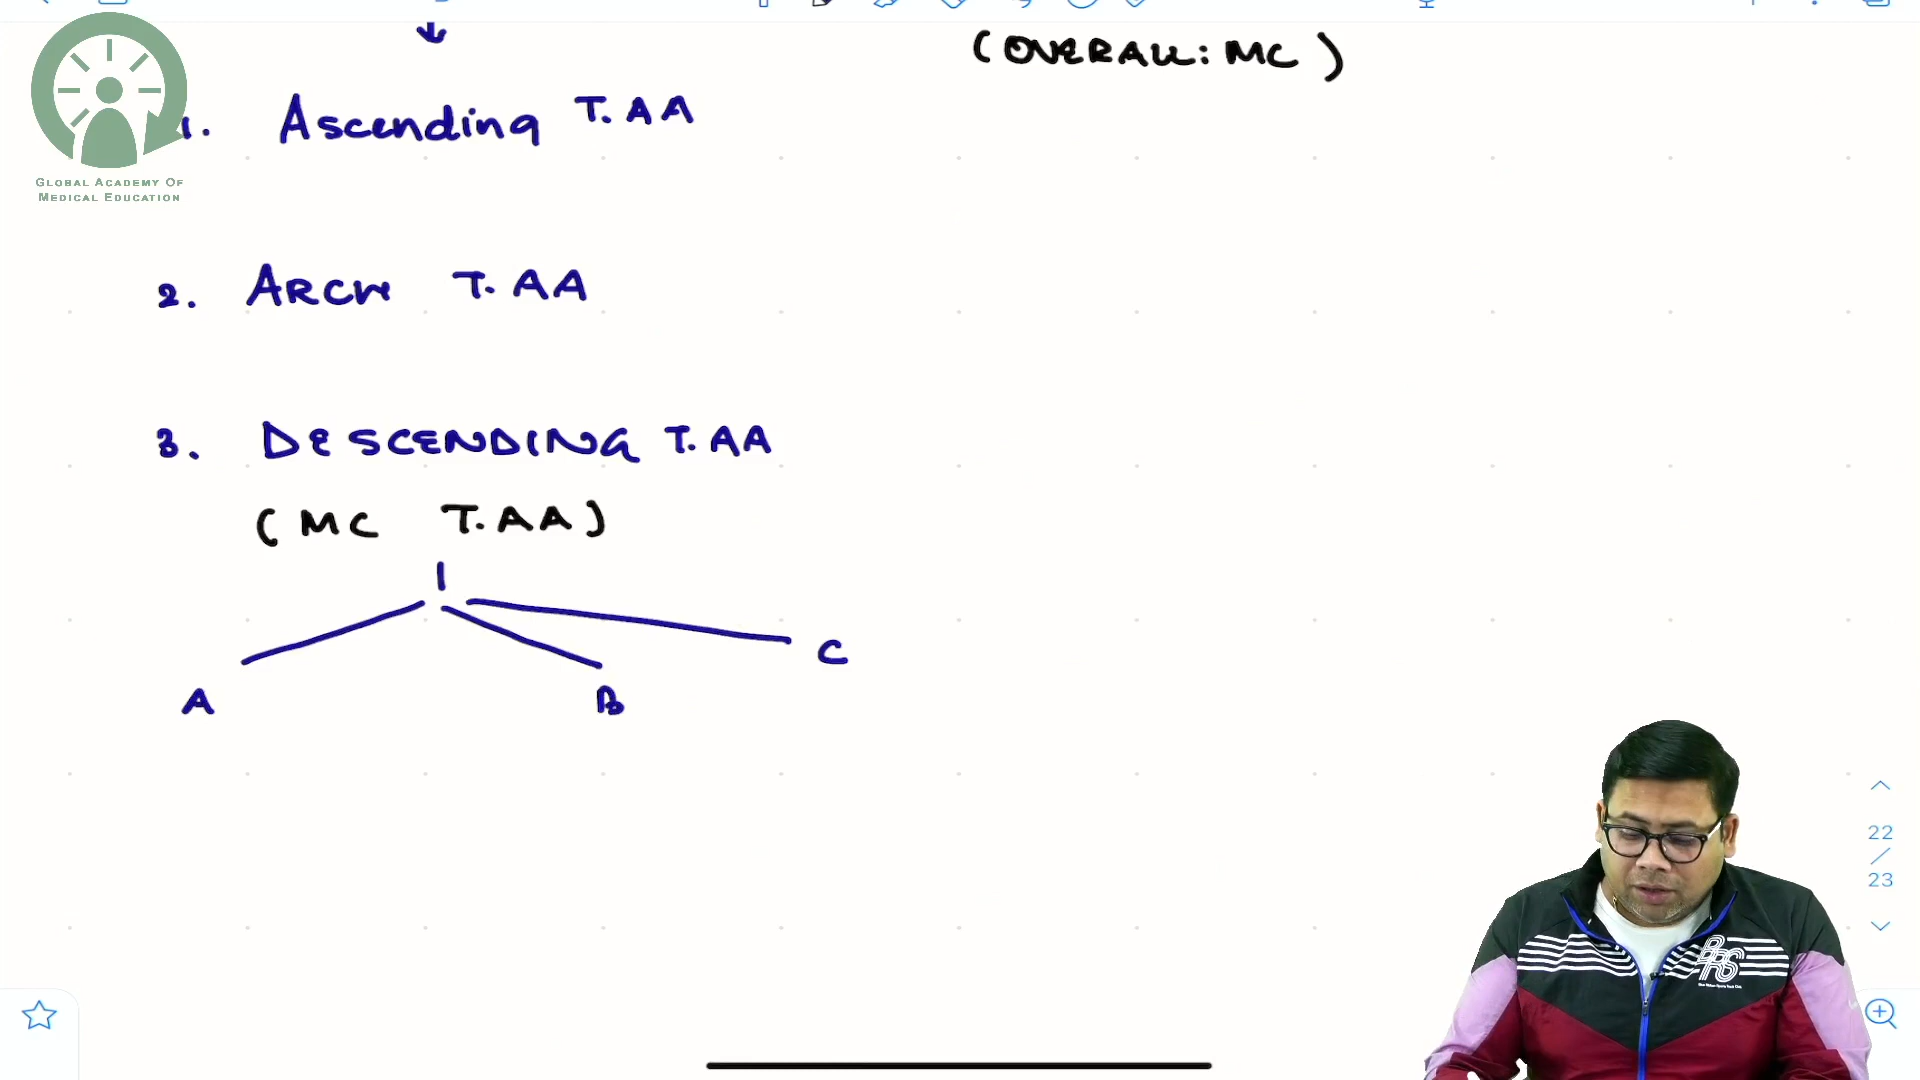 (OVERALL: MC)
1. Ascending T.AA
GLOBAL ACADEMY OF
MEDICAL EDUCATION
2. ARCH T.AA
3. DESCENDING T.AA
(MC T.AA)
C
A B
22
/
23